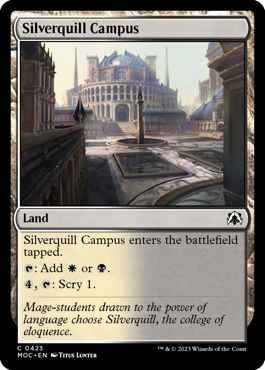 Silverquill Campus
Land
Silverquill Campus enters the battlefield
tapped.
: Add or .
4, : Scry 1.
Mage-students drawn to the power of
language choose Silverquill, the college of
eloquence.
C 0423
MOC • EN Titus Lunter
™ & © 2023 Wizards of the Coast